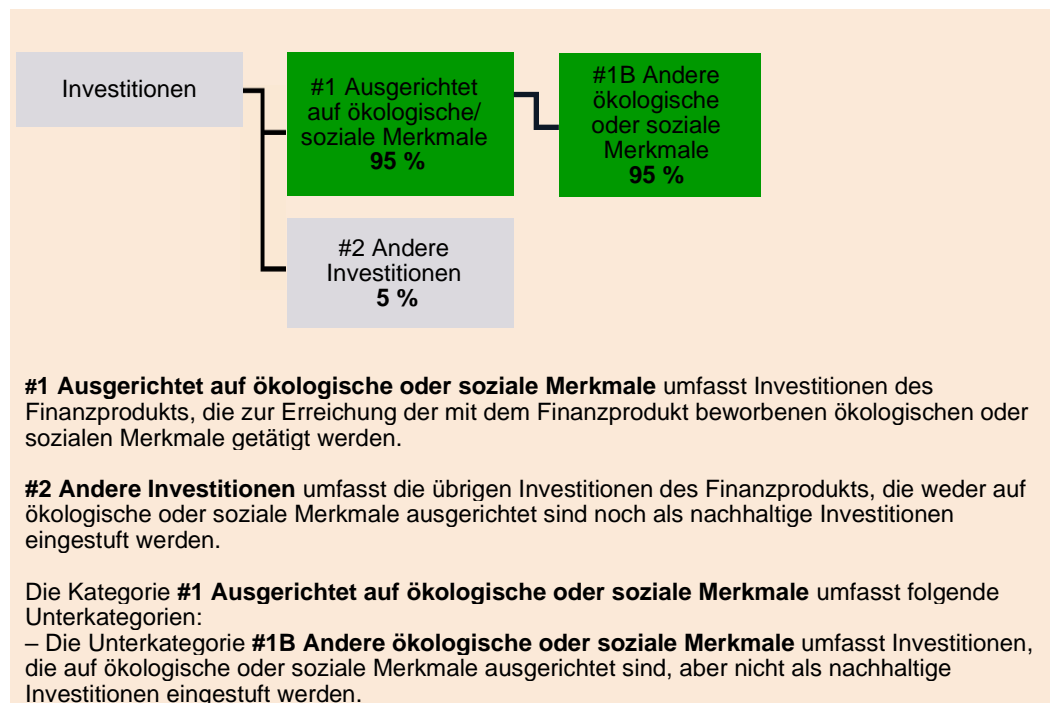 Investitionen
#1 Ausgerichtet
auf ökologische/
soziale Merkmale
95 %
#1B Andere
ökologische
oder soziale
Merkmale
95 %
#2 Andere
Investitionen
5 %
#1 Ausgerichtet auf ökologische oder soziale Merkmale umfasst Investitionen des
Finanzprodukts, die zur Erreichung der mit dem Finanzprodukt beworbenen ökologischen oder
sozialen Merkmale getätigt werden.
#2 Andere Investitionen umfasst die übrigen Investitionen des Finanzprodukts, die weder auf
ökologische oder soziale Merkmale ausgerichtet sind noch als nachhaltige Investitionen
eingestuft werden.
Die Kategorie #1 Ausgerichtet auf ökologische oder soziale Merkmale umfasst folgende
Unterkategorien:
– Die Unterkategorie #1B Andere ökologische oder soziale Merkmale umfasst Investitionen,
die auf ökologische oder soziale Merkmale ausgerichtet sind, aber nicht als nachhaltige
Investitionen eingestuft werden.